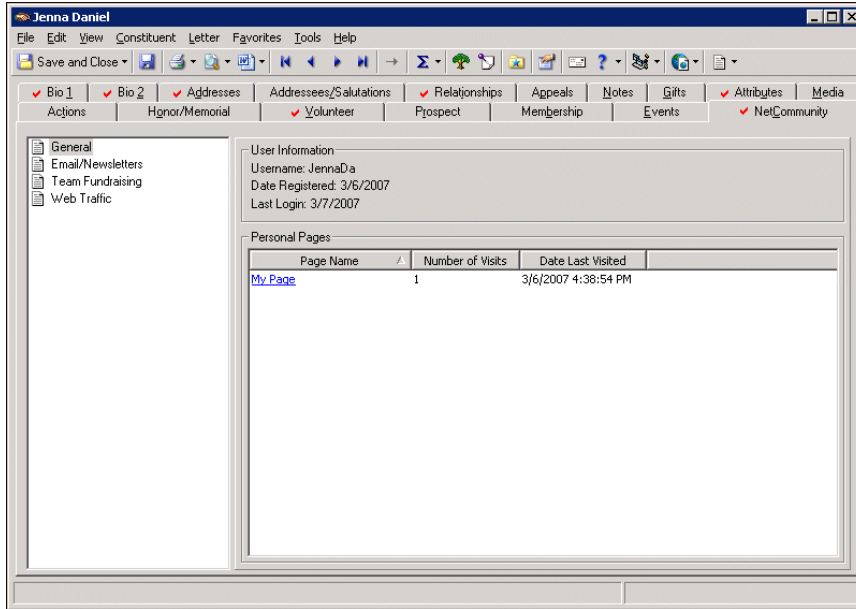 Jenna Daniel
File Edit View Constituent Letter Favorites Tools Help
Save and Close
Bio 1 Bio 2 Addresses Addressees/Salutations Relationships Appeals Notes Gifts Attributes Media
Actions Honor/Memorial Volunteer Prospect Membership Events NetCommunity
General
Email/Newsletters
Team Fundraising
Web Traffic
User Information
Username: JennaDa
Date Registered: 3/6/2007
Last Login: 3/7/2007
Personal Pages
Page Name Number of Visits Date Last Visited
My Page 1 3/6/2007 4:38:54 PM